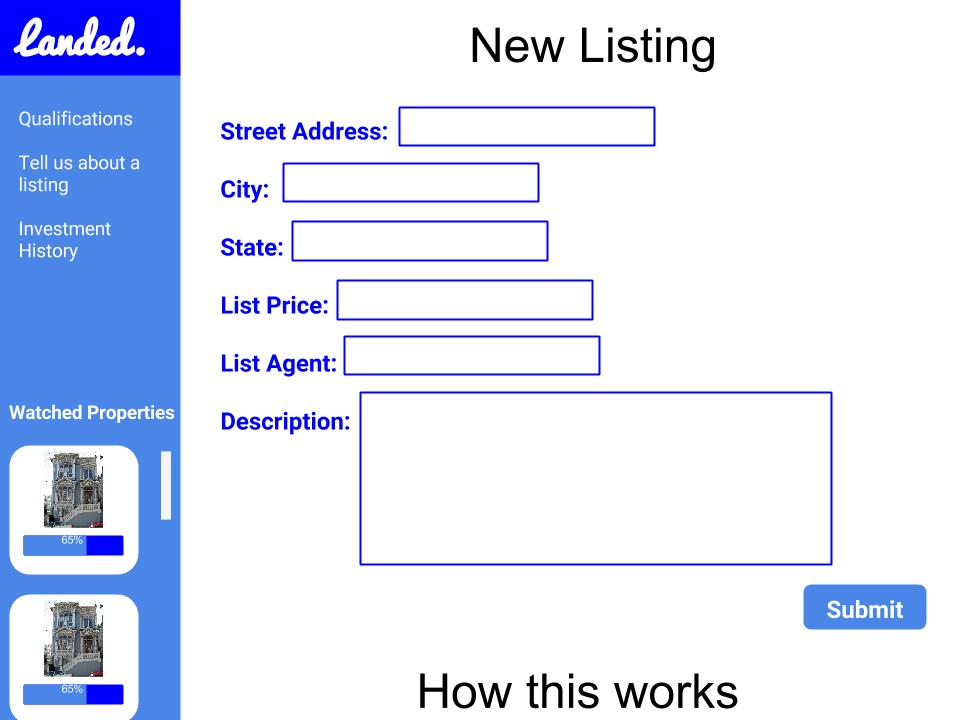 Landed.
Qualifications
Tell us about a
listing
Investment
History
Watched Properties
65%
65%
New Listing
Street Address:
City:
State:
List Price:
List Agent:
Description:
Submit
How this works